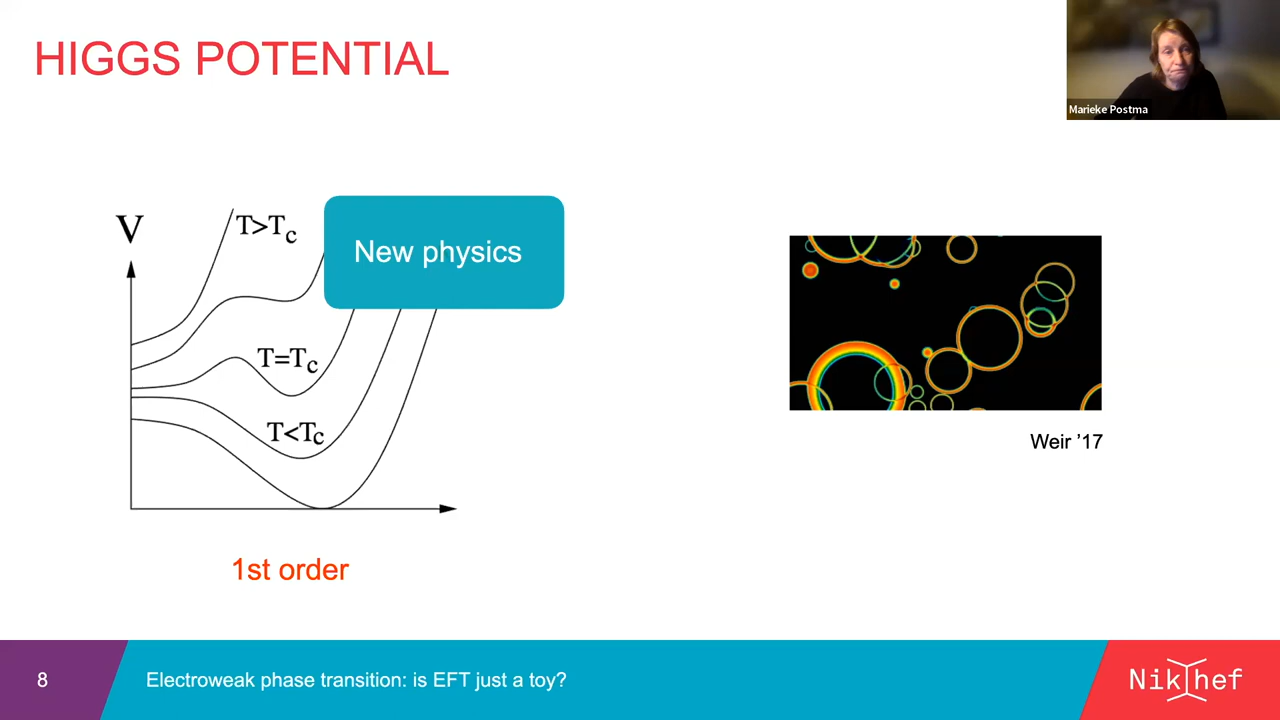 HIGGS POTENTIAL
Marieke Postma
V
T>Tc
New physics
T=Tc
T<Tc
Weir ’17
1st order
8
Electroweak phase transition: is EFT just a toy?
Nikhef